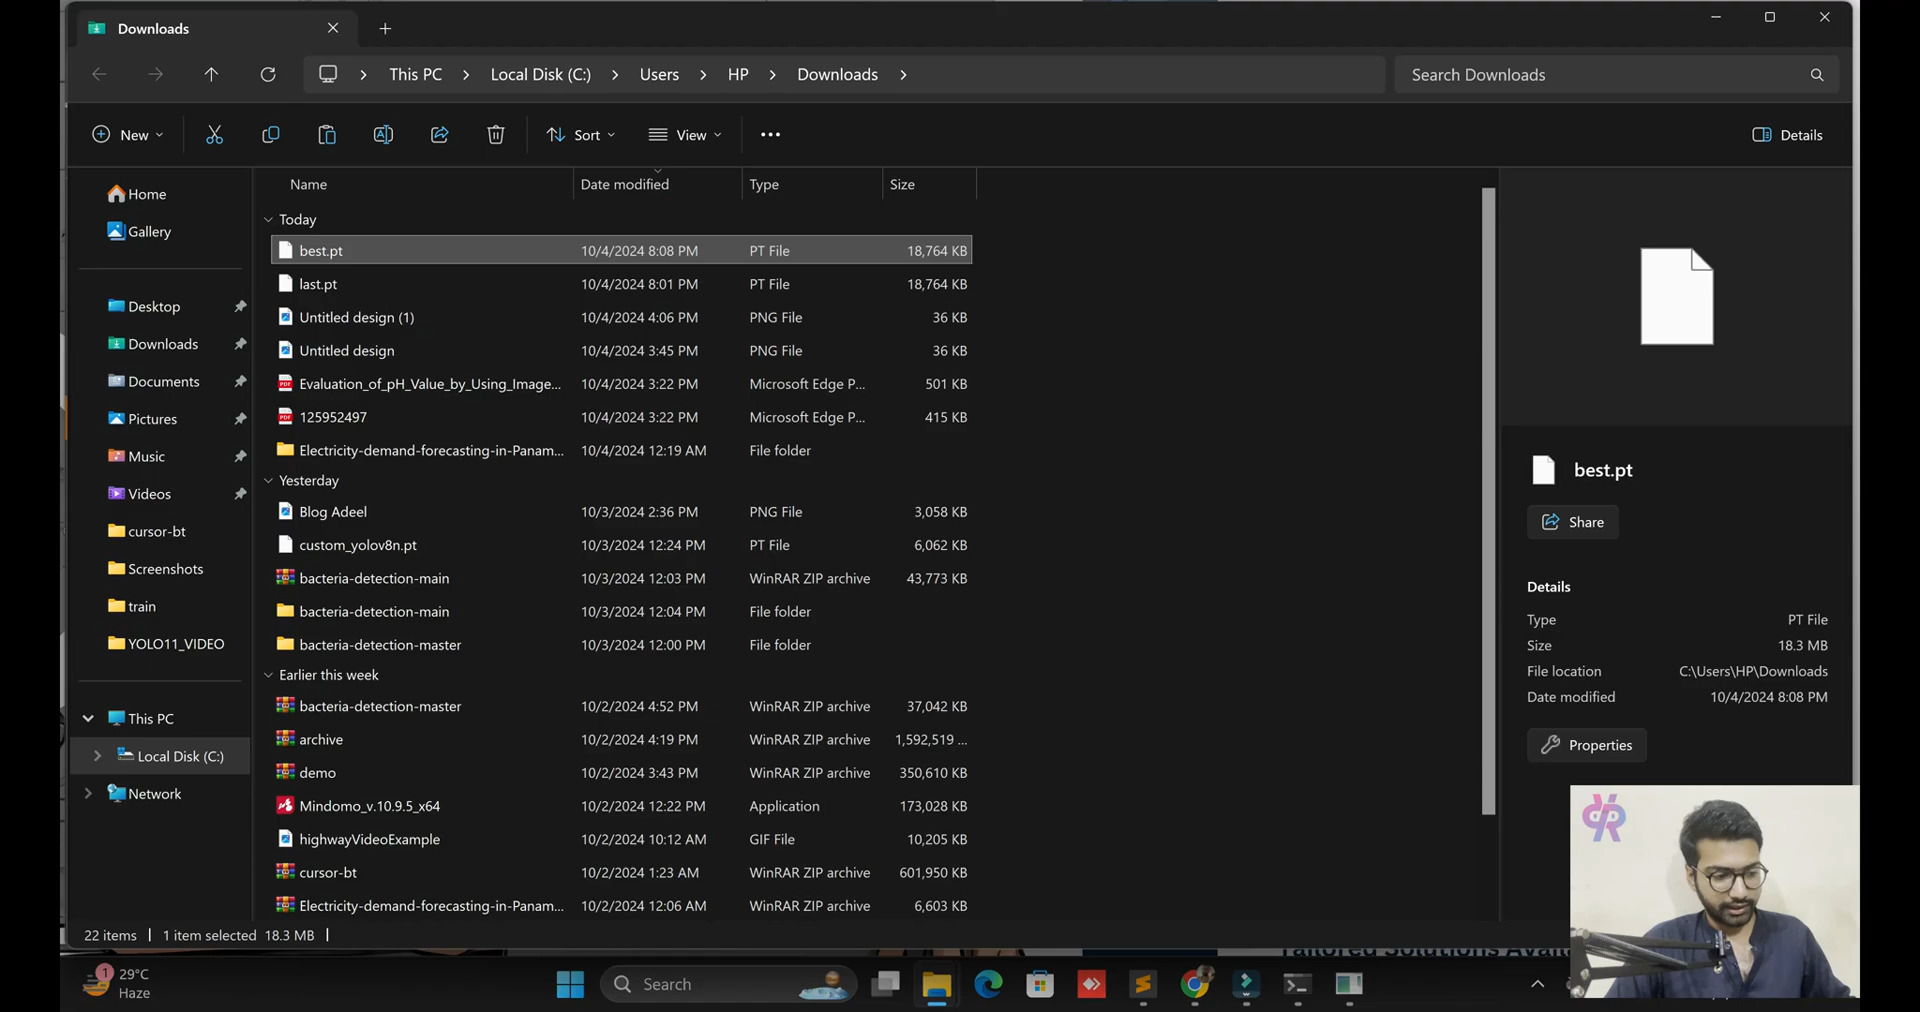 Downloads
This PC > Local Disk (C:) > Users > HP > Downloads >
Search Downloads
New
Sort
View
Details
Home
Gallery
Desktop
Downloads
Documents
Pictures
Music
Videos
cursor-bt
Screenshots
train
YOLO11_VIDEO
This PC
Local Disk (C:)
Network
Name Date modified Type Size
Today
best.pt 10/4/2024 8:08 PM PT File 18,764 KB
last.pt 10/4/2024 8:01 PM PT File 18,764 KB
Untitled design (1) 10/4/2024 4:06 PM PNG File 36 KB
Untitled design 10/4/2024 3:45 PM PNG File 36 KB
Evaluation_of_pH_Value_by_Using_Image... 10/4/2024 3:22 PM Microsoft Edge P... 501 KB
125952497 10/4/2024 3:22 PM Microsoft Edge P... 415 KB
Electricity-demand-forecasting-in-Panam... 10/4/2024 12:19 AM File folder
Yesterday
Blog Adeel 10/3/2024 2:36 PM PNG File 3,058 KB
custom_yolov8n.pt 10/3/2024 12:24 PM PT File 6,062 KB
bacteria-detection-main 10/3/2024 12:03 PM WinRAR ZIP archive 43,773 KB
bacteria-detection-main 10/3/2024 12:04 PM File folder
bacteria-detection-master 10/3/2024 12:00 PM File folder
Earlier this week
bacteria-detection-master 10/2/2024 4:52 PM WinRAR ZIP archive 37,042 KB
archive 10/2/2024 4:19 PM WinRAR ZIP archive 1,592,519 ...
demo 10/2/2024 3:43 PM WinRAR ZIP archive 350,610 KB
Mindomo_v.10.9.5_x64 10/2/2024 12:22 PM Application 173,028 KB
highwayVideoExample 10/2/2024 10:12 AM GIF File 10,205 KB
cursor-bt 10/2/2024 1:23 AM WinRAR ZIP archive 601,950 KB
Electricity-demand-forecasting-in-Panam... 10/2/2024 12:06 AM WinRAR ZIP archive 6,603 KB
best.pt
Share
Details
Type PT File
Size 18.3 MB
File location C:\Users\HP\Downloads
Date modified 10/4/2024 8:08 PM
Properties
22 items 1 item selected 18.3 MB
1
29°C
Haze
Search